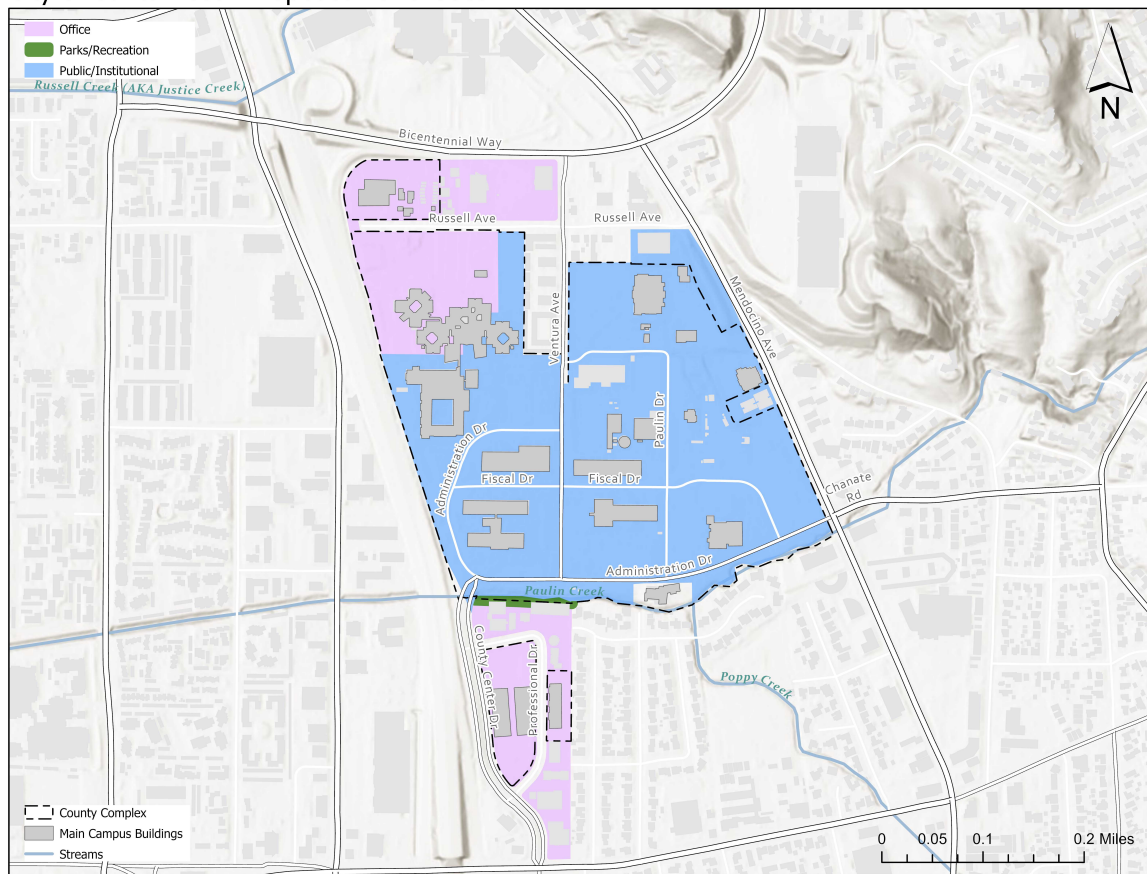 Office
Parks/Recreation
Public/Institutional
Russell Creek (AKA Justice Creek)
N
Bicentennial Way
Russell Ave
Russell Ave
Mendocino Ave
Ventura Ave
Paulin Dr
Administration Dr
Fiscal Dr
Fiscal Dr
Chanate
Rd
Administration Dr
Paulin Creek
County Center Dr
Professional Dr
Poppy Creek
County Complex
Main Campus Buildings
Streams
0 0.05 0.1 0.2 Miles